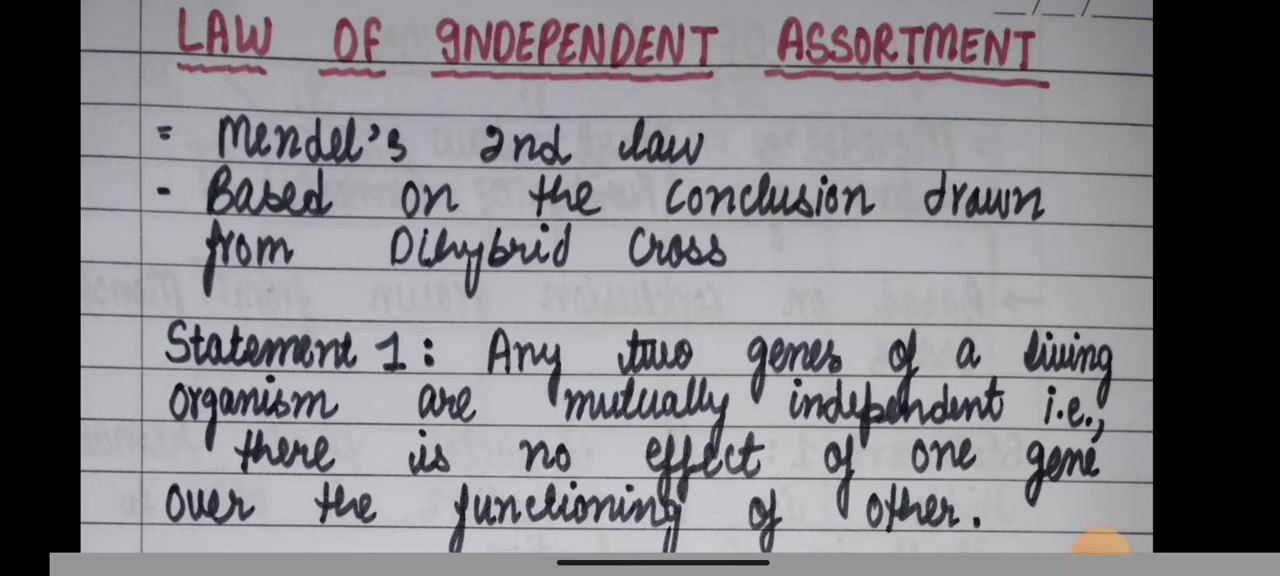 LAW OF INDEPENDENT ASSORTMENT
= Mendel's 2nd law
- Based on the conclusion drawn
from Dihybrid Cross
Statement 1: Any two genes of a living
organism are mutually independent i.e.,
there is no effect of one gene
over the functioning of other.